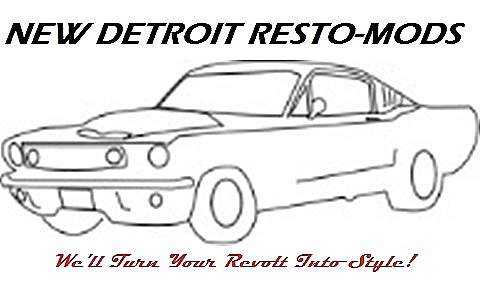 NEW DETROIT RESTO-MODS
We'll Turn Your Revolt Into Style!